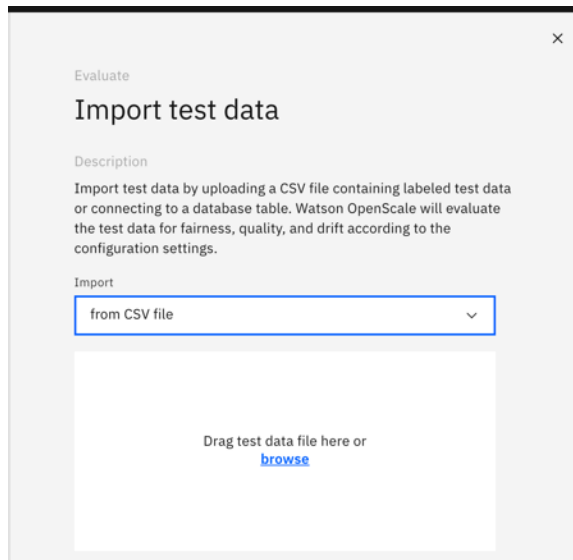 Evaluate
Import test data
Description
Import test data by uploading a CSV file containing labeled test data
or connecting to a database table. Watson OpenScale will evaluate
the test data for fairness, quality, and drift according to the
configuration settings.
Import
from CSV file
Drag test data file here or
browse